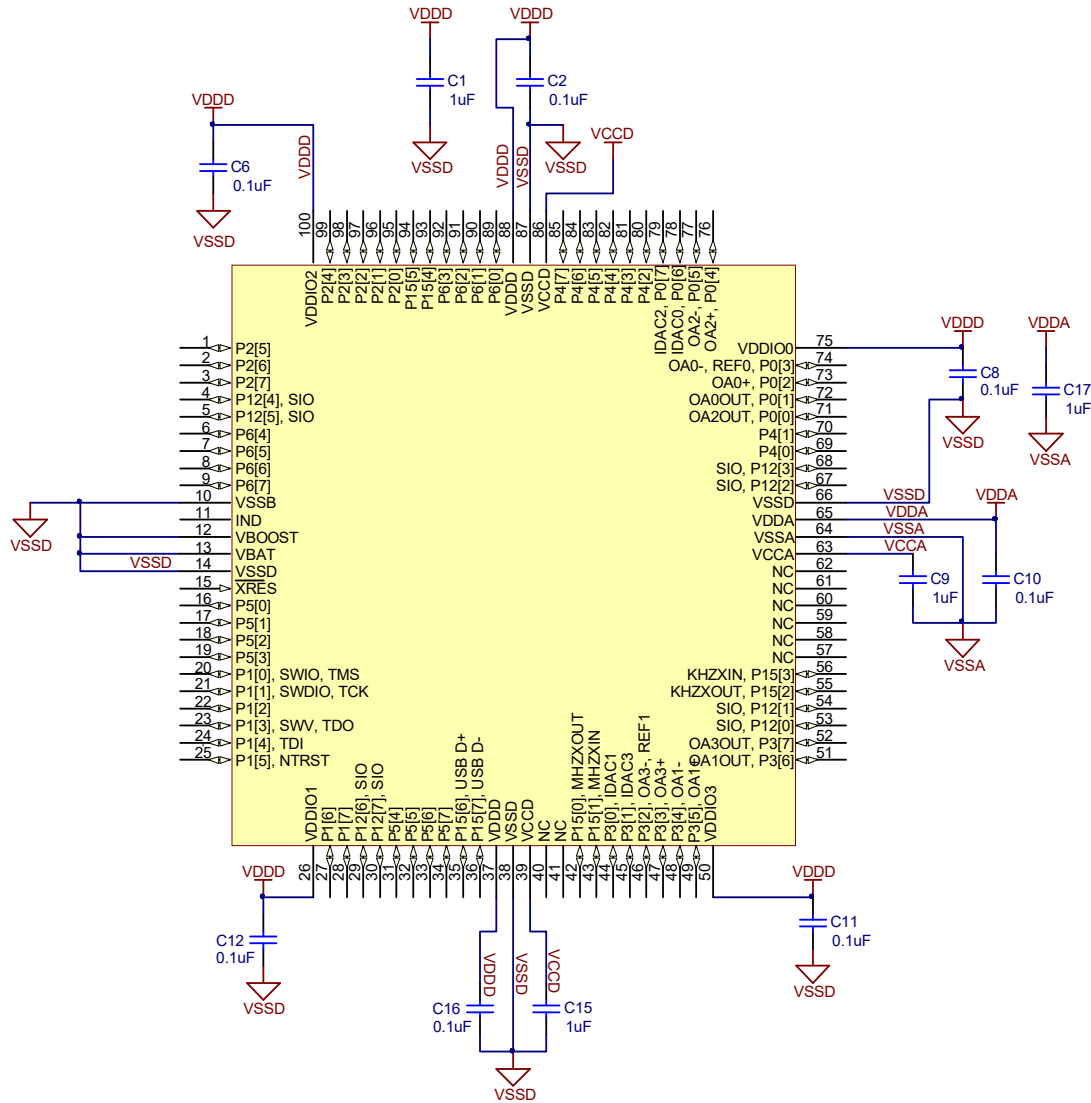 VDDD
C1
1uF
VSSD
VDDD
C2
0.1uF
VSSD
VDDD
VSSD
VCCD
VDDD
C6
0.1uF
VSSD
VDDD
100 VDDIO2
99 P2[4]
98 P2[3]
97 P2[2]
96 P2[1]
95 P2[0]
94 P15[5]
93 P15[4]
92 P6[3]
91 P6[2]
90 P6[1]
89 P6[0]
88 VDDD
87 VSSD
86 VCCD
85 P4[7]
84 P4[6]
83 P4[5]
82 P4[4]
81 P4[3]
80 P4[2]
79 IDAC2, P0[7]
78 IDAC0, P0[6]
77 OA2-, P0[5]
76 OA2+, P0[4]
1 P2[5]
2 P2[6]
3 P2[7]
4 P12[4], SIO
5 P12[5], SIO
6 P6[4]
7 P6[5]
8 P6[6]
9 P6[7]
10 VSSB
11 IND
12 VBOOST
13 VBAT
VSSD 14 VSSD
VSSD
15 XRES
16 P5[0]
17 P5[1]
18 P5[2]
19 P5[3]
20 P1[0], SWIO, TMS
21 P1[1], SWDIO, TCK
22 P1[2]
23 P1[3], SWV, TDO
24 P1[4], TDI
25 P1[5], NTRST
VDDIO0 75
OA0-, REF0, P0[3] 74
OA0+, P0[2] 73
OA0OUT, P0[1] 72
OA2OUT, P0[0] 71
P4[1] 70
P4[0] 69
SIO, P12[3] 68
SIO, P12[2] 67
VSSD 66 VSSD
VDDA 65 VDDA
VSSA 64 VSSA
VCCA 63 VCCA
NC 62
NC 61
NC 60
NC 59
NC 58
NC 57
KHZXIN, P15[3] 56
KHZXOUT, P15[2] 55
SIO, P12[1] 54
SIO, P12[0] 53
OA3OUT, P3[7] 52
OA1OUT, P3[6] 51
VDDD
C8
0.1uF
VSSD
VDDA
C17
1uF
VSSA
VDDA
C9
1uF
C10
0.1uF
VSSA
VDDIO1 26
P1[6] 27
P1[7] 28
P12[6], SIO 29
P12[7], SIO 30
P5[4] 31
P5[5] 32
P5[6] 33
P5[7] 34
P15[6], USB D+ 35
P15[7], USB D- 36
VDDD 37
VSSD 38
VCCD 39
NC 40
NC 41
P15[0], MHZXOUT 42
P15[1], MHZXIN 43
P3[0], IDAC1 44
P3[1], IDAC3 45
P3[2], OA3-, REF1 46
P3[3], OA3+ 47
P3[4], OA1- 48
P3[5], OA1+ 49
VDDIO3 50
VDDD
C12
0.1uF
VSSD
VDDD
VSSD
VCCD
C16
0.1uF
C15
1uF
VSSD
VDDD
C11
0.1uF
VSSD